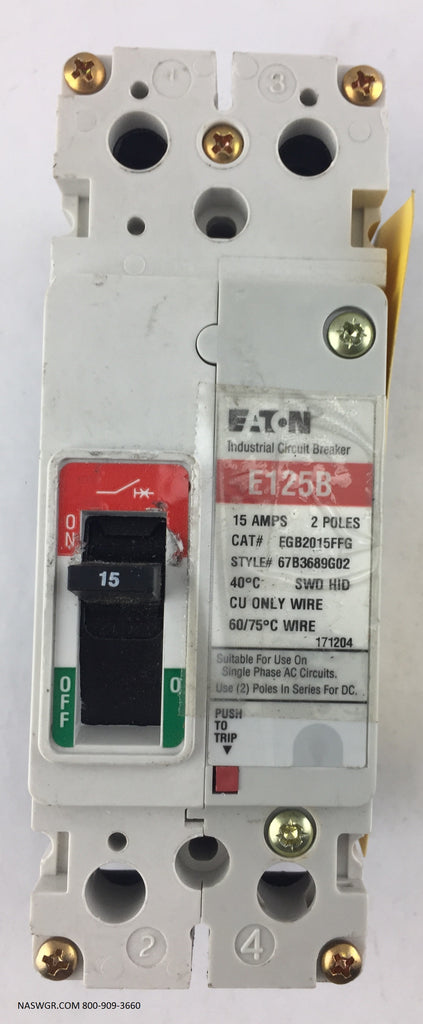 1 3
EATON
Industrial Circuit Breaker
E125B
15 AMPS 2 POLES
CAT# EGB2015FFG
STYLE# 67B3689G02
40°C SWD HID
CU ONLY WIRE
60/75°C WIRE
171204
Suitable For Use On
Single Phase AC Circuits.
Use (2) Poles In Series For DC.
PUSH
TO
TRIP
ON
15
OFF
O
2 4
NASWGR.COM 800-909-3660